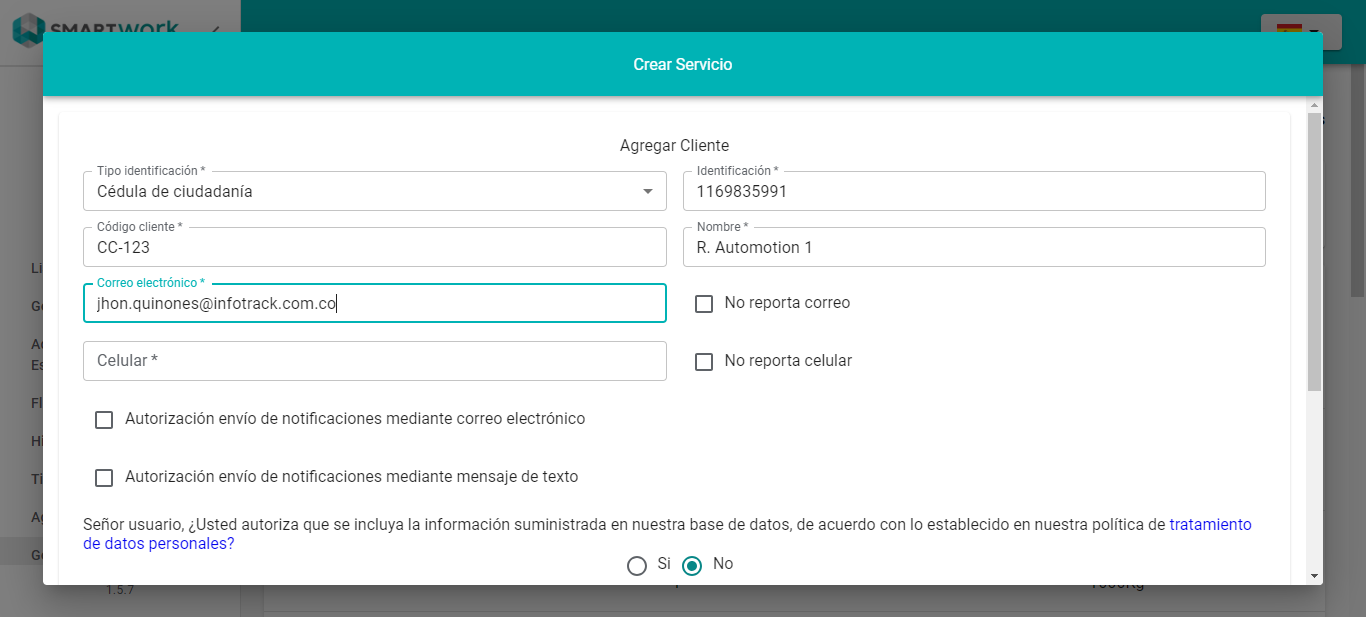 SMARTwork
Crear Servicio
Agregar Cliente
Tipo identificación *
Cédula de ciudadanía
Identificación *
1169835991
Código cliente *
CC-123
Nombre *
R. Automotion 1
Correo electrónico *
jhon.quinones@infotrack.com.co
No reporta correo
Celular *
No reporta celular
Autorización envío de notificaciones mediante correo electrónico
Autorización envío de notificaciones mediante mensaje de texto
Señor usuario, ¿Usted autoriza que se incluya la información suministrada en nuestra base de datos, de acuerdo con lo establecido en nuestra política de tratamiento
de datos personales?
Si No
1.5.7